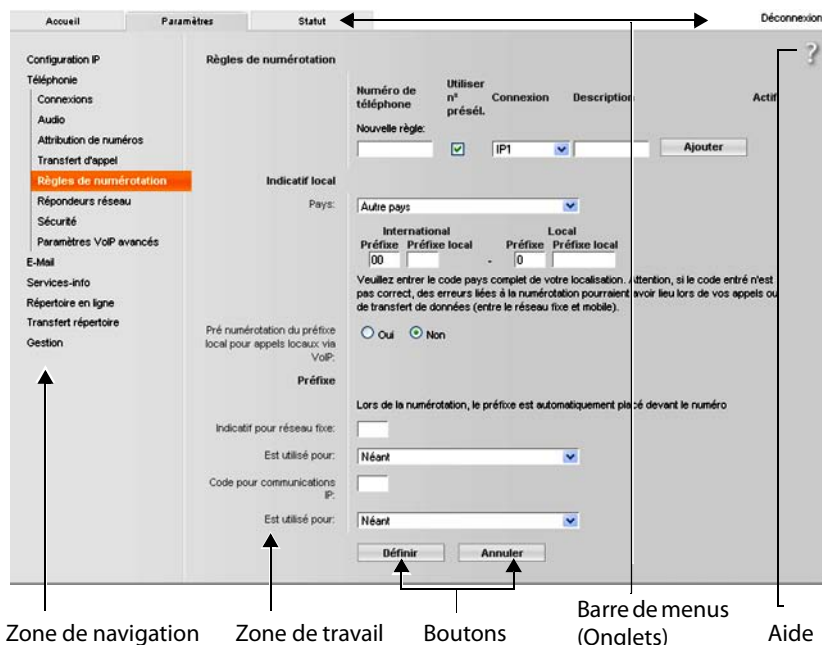 Accueil Paramètres Statut Déconnexion
Configuration IP
Téléphonie
Connexions
Audio
Attribution de numéros
Transfert d'appel
Règles de numérotation
Répondeurs réseau
Sécurité
Paramètres VoIP avancés
E-Mail
Services-info
Répertoire en ligne
Transfert répertoire
Gestion
Règles de numérotation
Numéro de téléphone Utiliser n° présél. Connexion Description Actif
Nouvelle règle:
IP1 Ajouter
Indicatif local
Pays: Autre pays
International Local
Préfixe Préfixe local Préfixe Préfixe local
00 - 0
Veuillez entrer le code pays complet de votre localisation. Attention, si le code entré n'est
pas correct, des erreurs liées à la numérotation pourraient avoir lieu lors de vos appels ou
de transfert de données (entre le réseau fixe et mobile).
Pré numérotation du préfixe
local pour appels locaux via
VoIP:
Oui Non
Préfixe
Lors de la numérotation, le préfixe est automatiquement placé devant le numéro
Indicatif pour réseau fixe:
Est utilisé pour: Néant
Code pour communications
IP:
Est utilisé pour: Néant
Définir Annuler
?
Zone de navigation Zone de travail Boutons Barre de menus
(Onglets) Aide